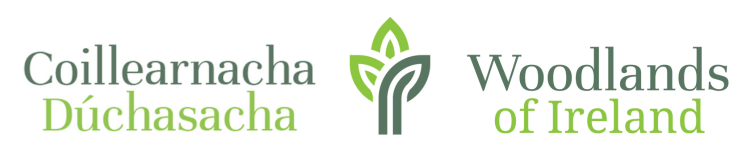 Coillearnacha
Dúchasacha
Woodlands
of Ireland